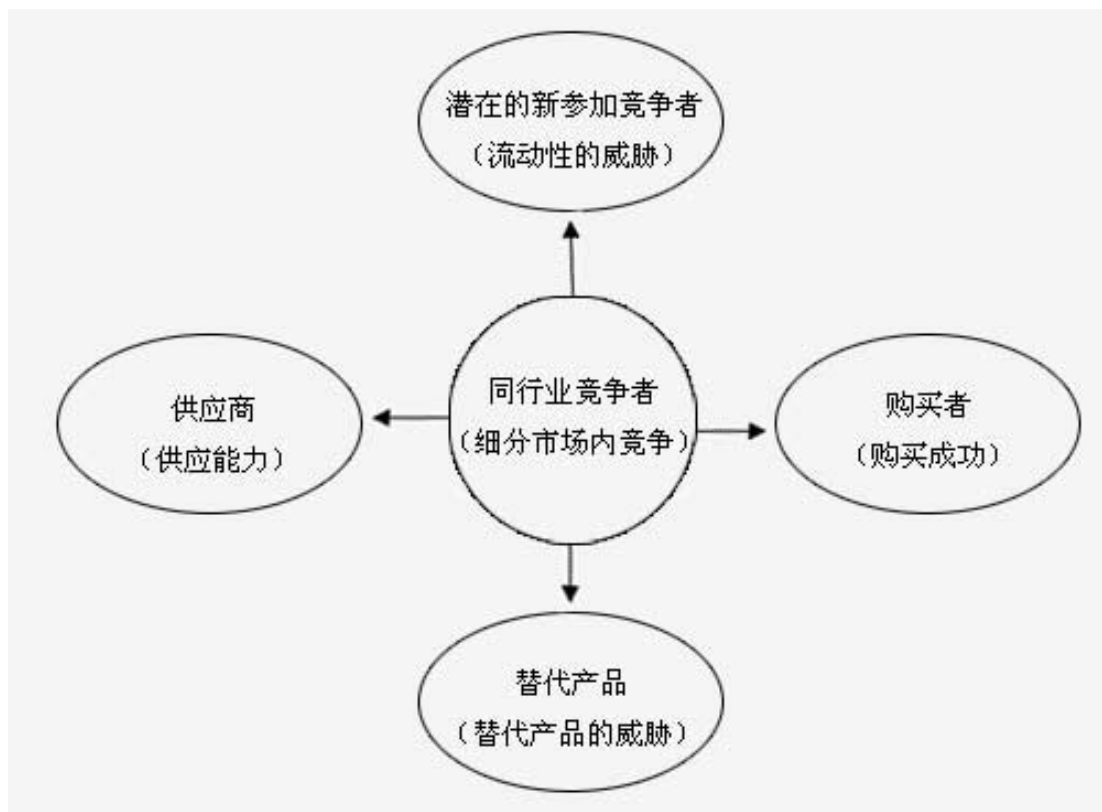 潜在的新参加竞争者
（流动性的威胁）
供应商
（供应能力）
同行业竞争者
（细分市场内竞争）
购买者
（购买成功）
替代产品
（替代产品的威胁）